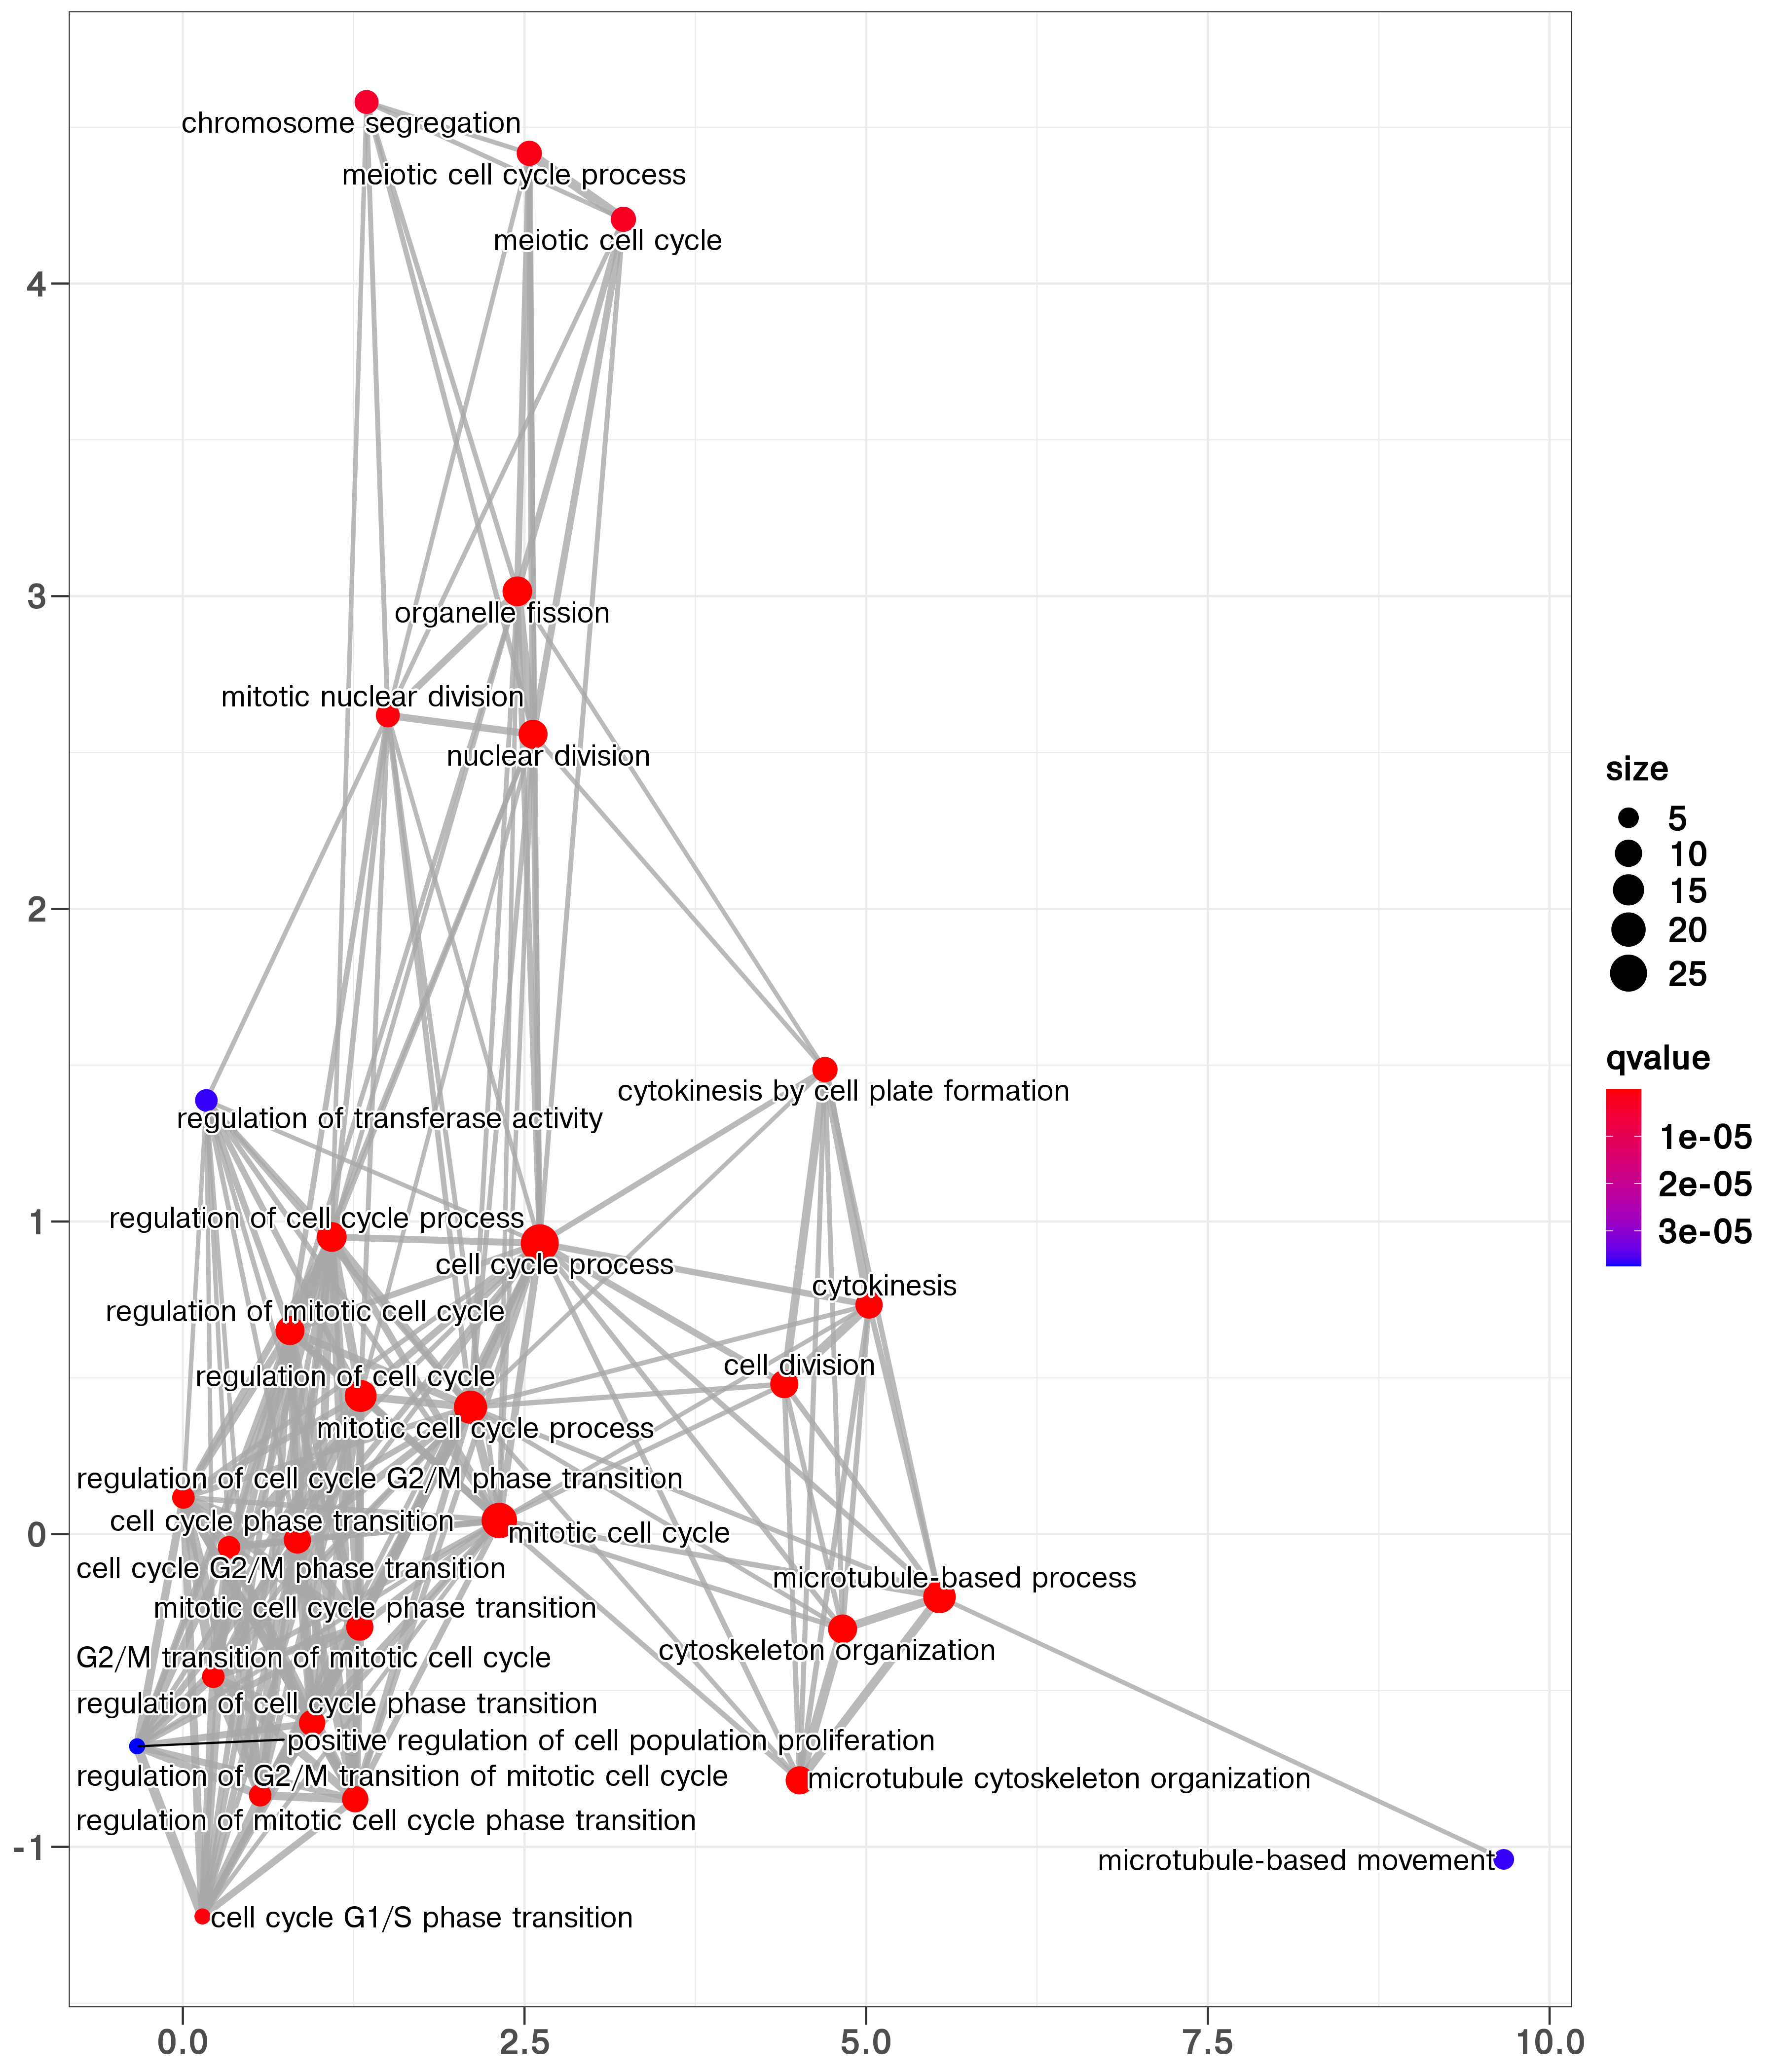 chromosome segregation
meiotic cell cycle process
meiotic cell cycle
4
3
organelle fission
mitotic nuclear division
nuclear division
size
5
10
15
20
25
2
qvalue
1e-05
2e-05
3e-05
cytokinesis by cell plate formation
regulation of transferase activity
1
regulation of cell cycle process
cell cycle process
cytokinesis
regulation of mitotic cell cycle
cell division
regulation of cell cycle
mitotic cell cycle process
regulation of cell cycle G2/M phase transition
cell cycle phase transition
0
mitotic cell cycle
cell cycle G2/M phase transition
microtubule-based process
mitotic cell cycle phase transition
cytoskeleton organization
G2/M transition of mitotic cell cycle
regulation of cell cycle phase transition
positive regulation of cell population proliferation
regulation of G2/M transition of mitotic cell cycle
microtubule cytoskeleton organization
regulation of mitotic cell cycle phase transition
-1
microtubule-based movement
cell cycle G1/S phase transition
0.0
2.5
5.0
7.5
10.0